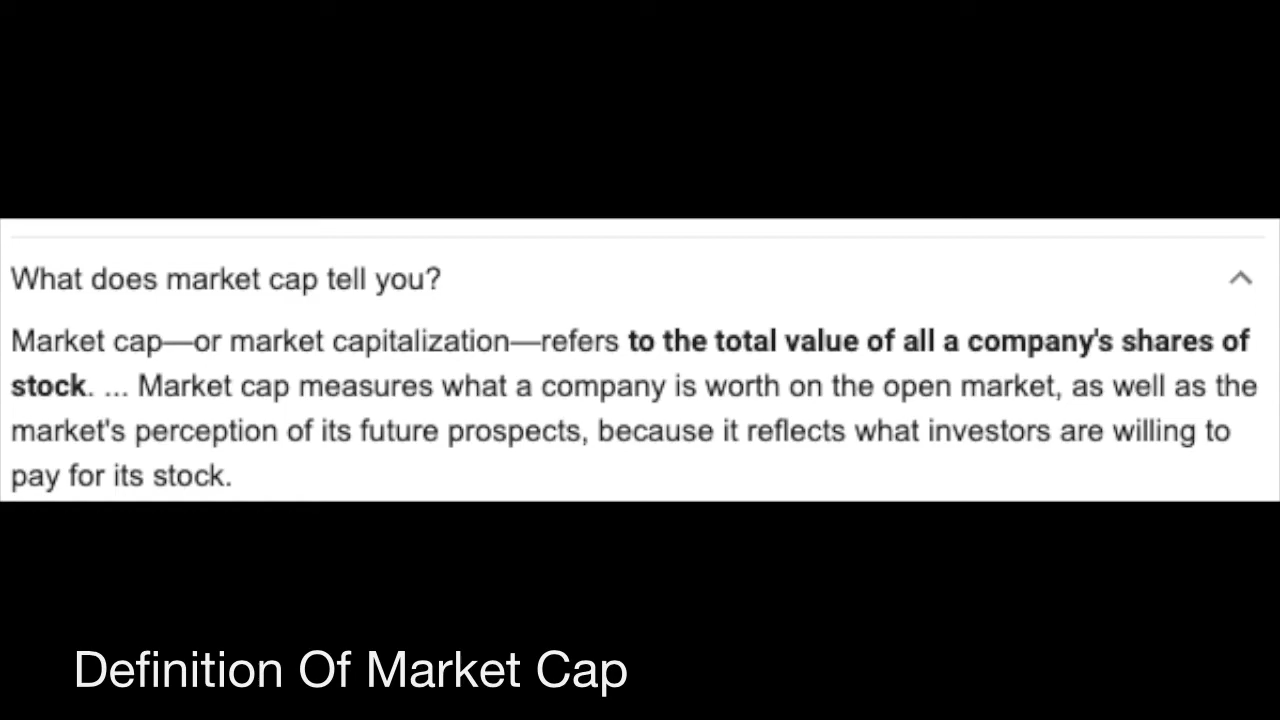 What does market cap tell you?
Market cap—or market capitalization—refers to the total value of all a company's shares of
stock. ... Market cap measures what a company is worth on the open market, as well as the
market's perception of its future prospects, because it reflects what investors are willing to
pay for its stock.
Definition Of Market Cap